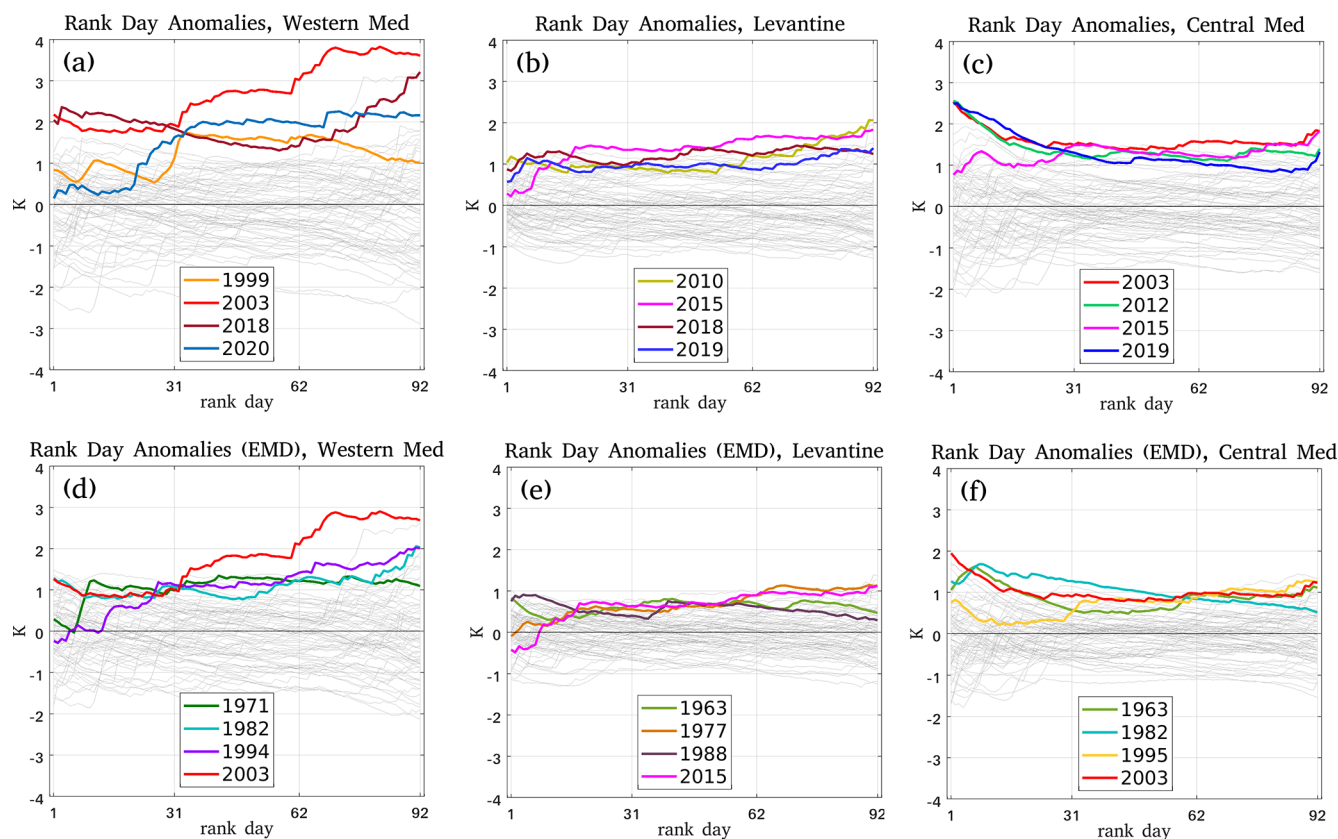 Rank Day Anomalies, Western Med
(a)
4
3
2
1
0
-1
-2
-3
-4
K
1999
2003
2018
2020
1 31 62 92
rank day
Rank Day Anomalies, Levantine
(b)
4
3
2
1
0
-1
-2
-3
-4
K
2010
2015
2018
2019
1 31 62 92
rank day
Rank Day Anomalies, Central Med
(c)
4
3
2
1
0
-1
-2
-3
-4
K
2003
2012
2015
2019
1 31 62 92
rank day
Rank Day Anomalies (EMD), Western Med
(d)
4
3
2
1
0
-1
-2
-3
-4
K
1971
1982
1994
2003
1 31 62 92
rank day
Rank Day Anomalies (EMD), Levantine
(e)
4
3
2
1
0
-1
-2
-3
-4
K
1963
1977
1988
2015
1 31 62 92
rank day
Rank Day Anomalies (EMD), Central Med
(f)
4
3
2
1
0
-1
-2
-3
-4
K
1963
1982
1995
2003
1 31 62 92
rank day